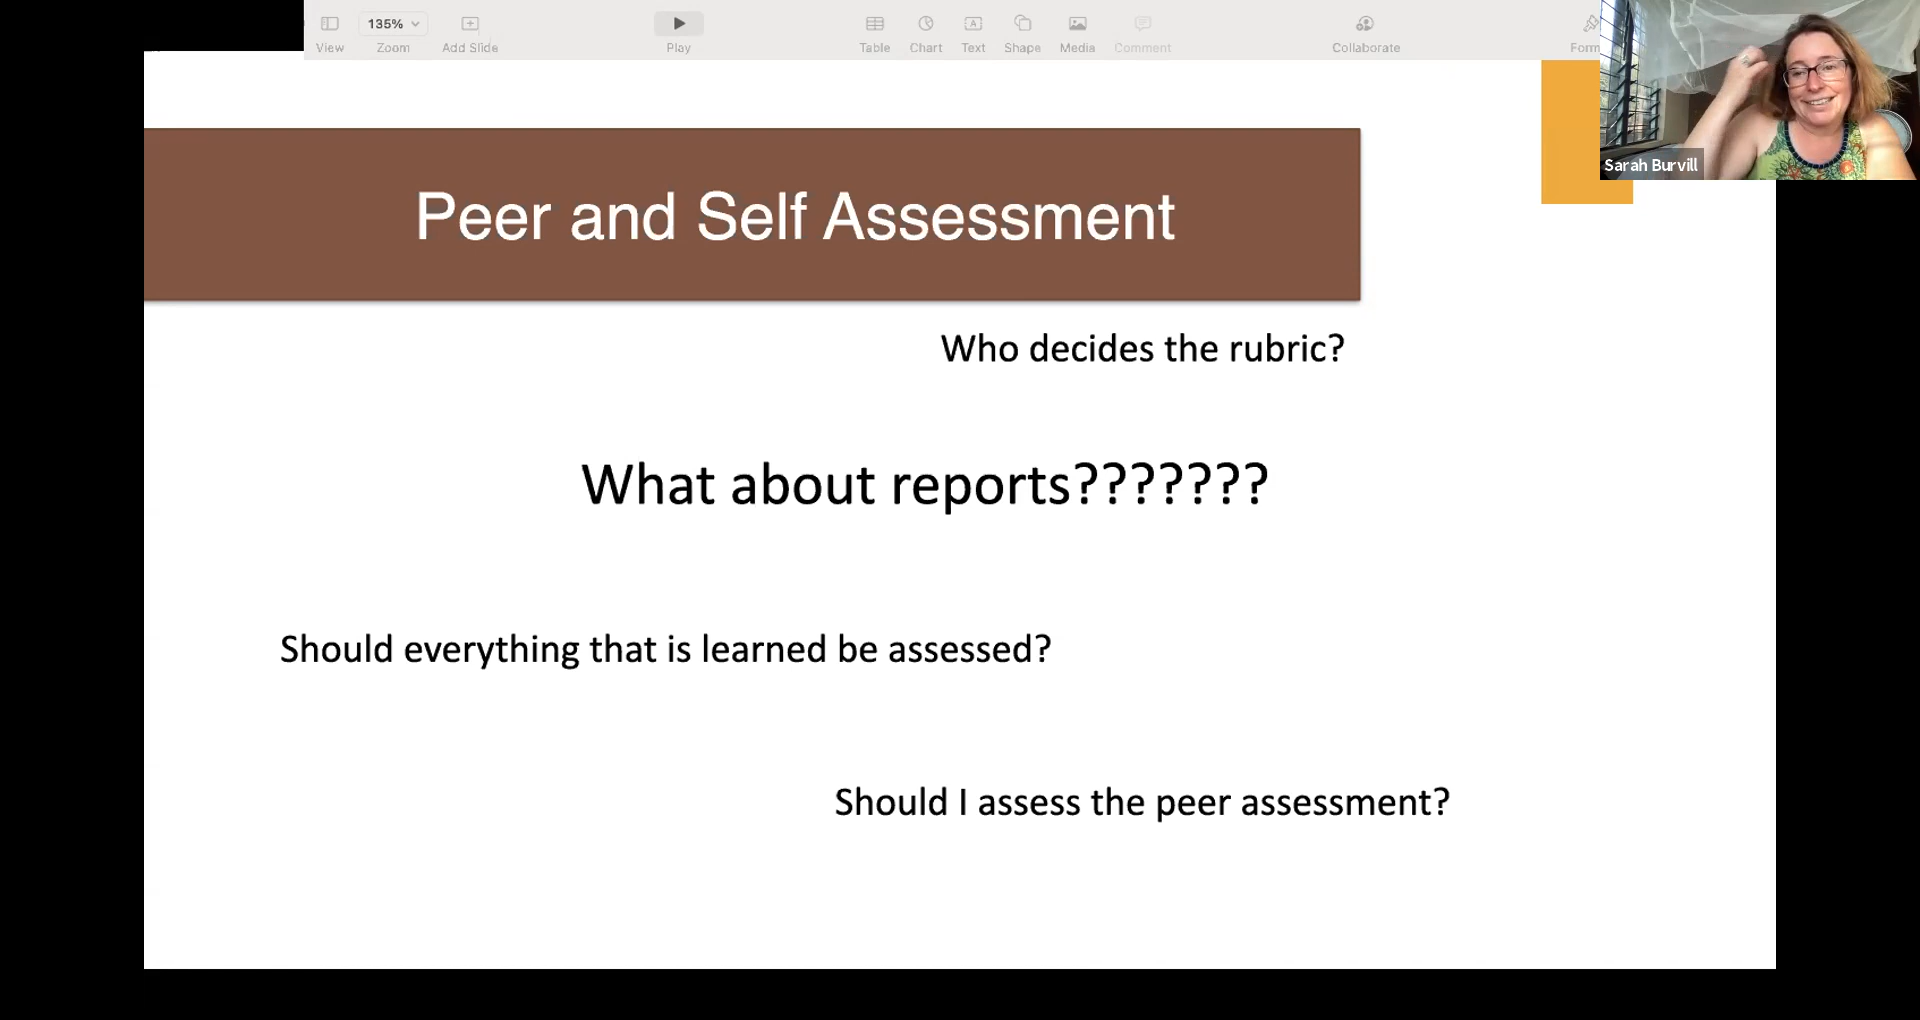 135%
View
Zoom
Add Slide
Play
Table
Chart
Text
Shape
Media
Comment
Collaborate
Form
Sarah Burvill
Peer and Self Assessment
Who decides the rubric?
What about reports???????
Should everything that is learned be assessed?
Should I assess the peer assessment?